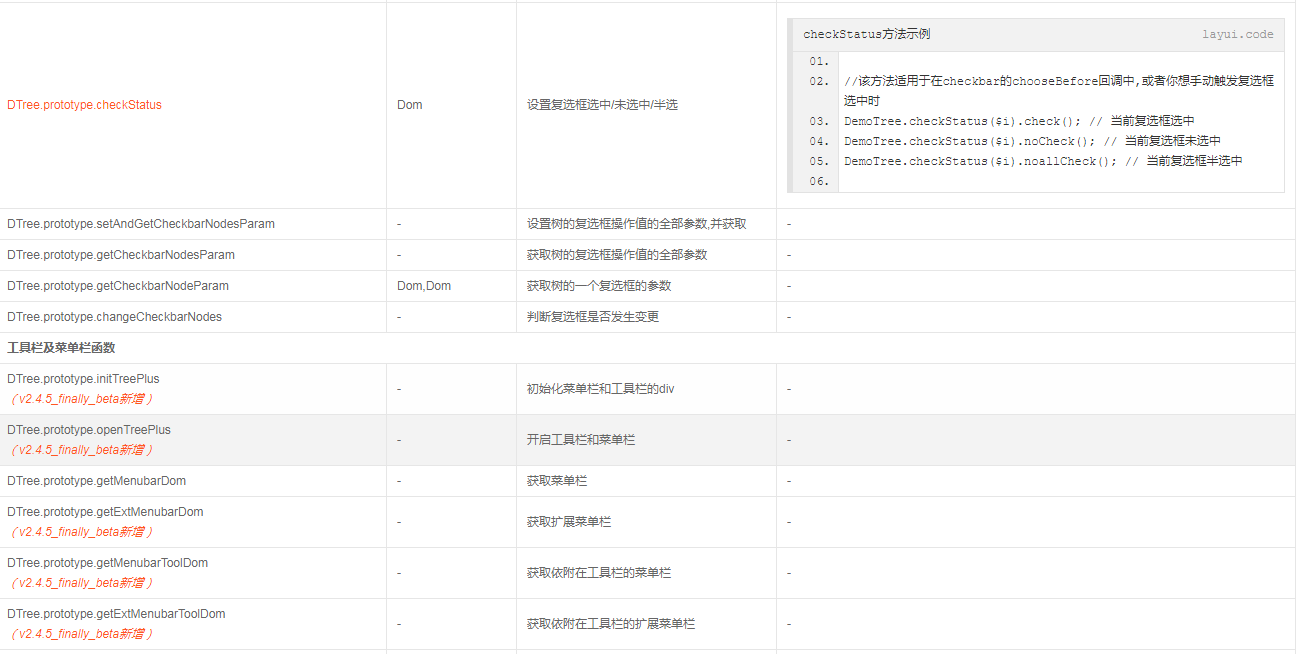 DTree.prototype.checkStatus
Dom
设置复选框选中/未选中/半选
checkStatus方法示例
layui.code
01.
02. //该方法适用于在checkbar的chooseBefore回调中,或者你想手动触发复选框
选中时
03. DemoTree.checkStatus($i).check(); // 当前复选框选中
04. DemoTree.checkStatus($i).noCheck(); // 当前复选框未选中
05. DemoTree.checkStatus($i).noallCheck(); // 当前复选框半选中
06.
DTree.prototype.setAndGetCheckbarNodesParam - 设置树的复选框操作值的全部参数,并获取 -
DTree.prototype.getCheckbarNodesParam - 获取树的复选框操作值的全部参数 -
DTree.prototype.getCheckbarNodeParam Dom,Dom 获取树的一个复选框的参数 -
DTree.prototype.changeCheckbarNodes - 判断复选框是否发生变更 -
工具栏及菜单栏函数
DTree.prototype.initTreePlus
（v2.4.5_finally_beta新增）
- 初始化菜单栏和工具栏的div -
DTree.prototype.openTreePlus
（v2.4.5_finally_beta新增）
- 开启工具栏和菜单栏 -
DTree.prototype.getMenubarDom - 获取菜单栏 -
DTree.prototype.getExtMenubarDom
（v2.4.5_finally_beta新增）
- 获取扩展菜单栏 -
DTree.prototype.getMenubarToolDom
（v2.4.5_finally_beta新增）
- 获取依附在工具栏的菜单栏 -
DTree.prototype.getExtMenubarToolDom
（v2.4.5_finally_beta新增）
- 获取依附在工具栏的扩展菜单栏 -